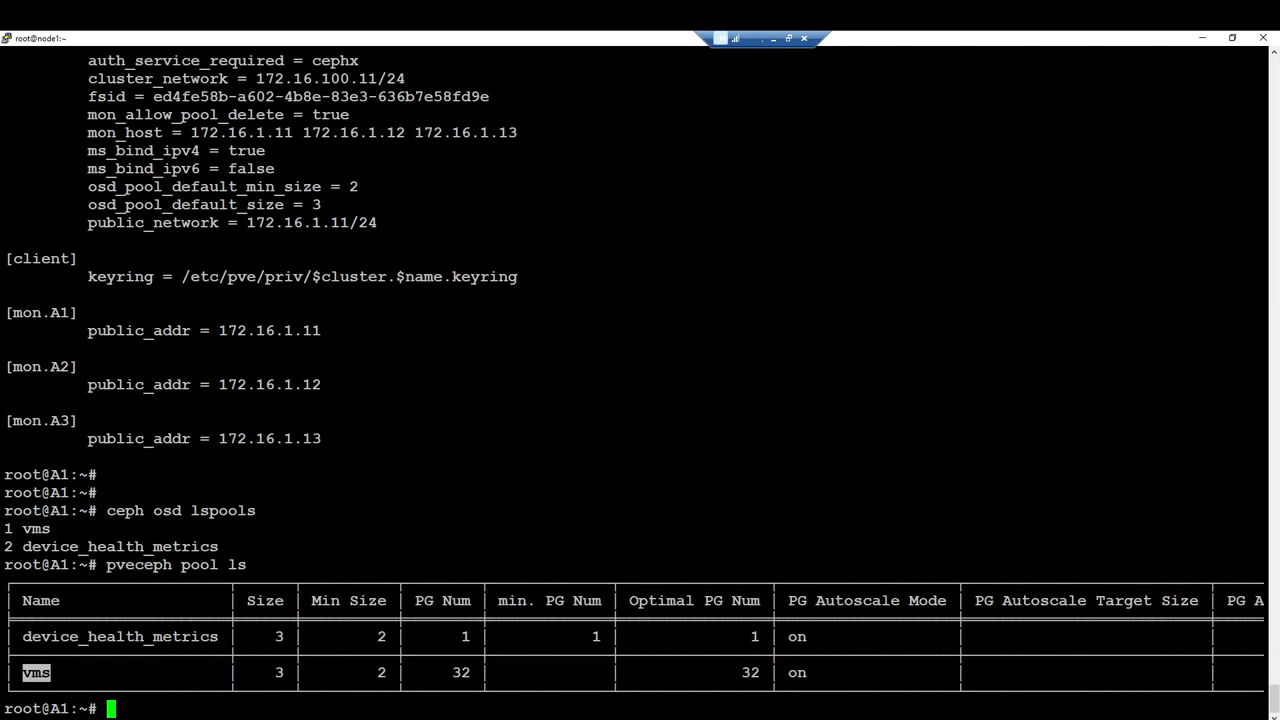 root@node1:~
auth_service_required = cephx
cluster_network = 172.16.100.11/24
fsid = ed4fe58b-a602-4b8e-83e3-636b7e58fd9e
mon_allow_pool_delete = true
mon_host = 172.16.1.11 172.16.1.12 172.16.1.13
ms_bind_ipv4 = true
ms_bind_ipv6 = false
osd_pool_default_min_size = 2
osd_pool_default_size = 3
public_network = 172.16.1.11/24
[client]
keyring = /etc/pve/priv/$cluster.$name.keyring
[mon.A1]
public_addr = 172.16.1.11
[mon.A2]
public_addr = 172.16.1.12
[mon.A3]
public_addr = 172.16.1.13
root@A1:~#
root@A1:~#
root@A1:~# ceph osd lspools
1 vms
2 device_health_metrics
root@A1:~# pveceph pool ls
Name Size Min Size PG Num min. PG Num Optimal PG Num PG Autoscale Mode PG Autoscale Target Size PG A
device_health_metrics 3 2 1 1 1 on
vms 3 2 32 32 on
root@A1:~#